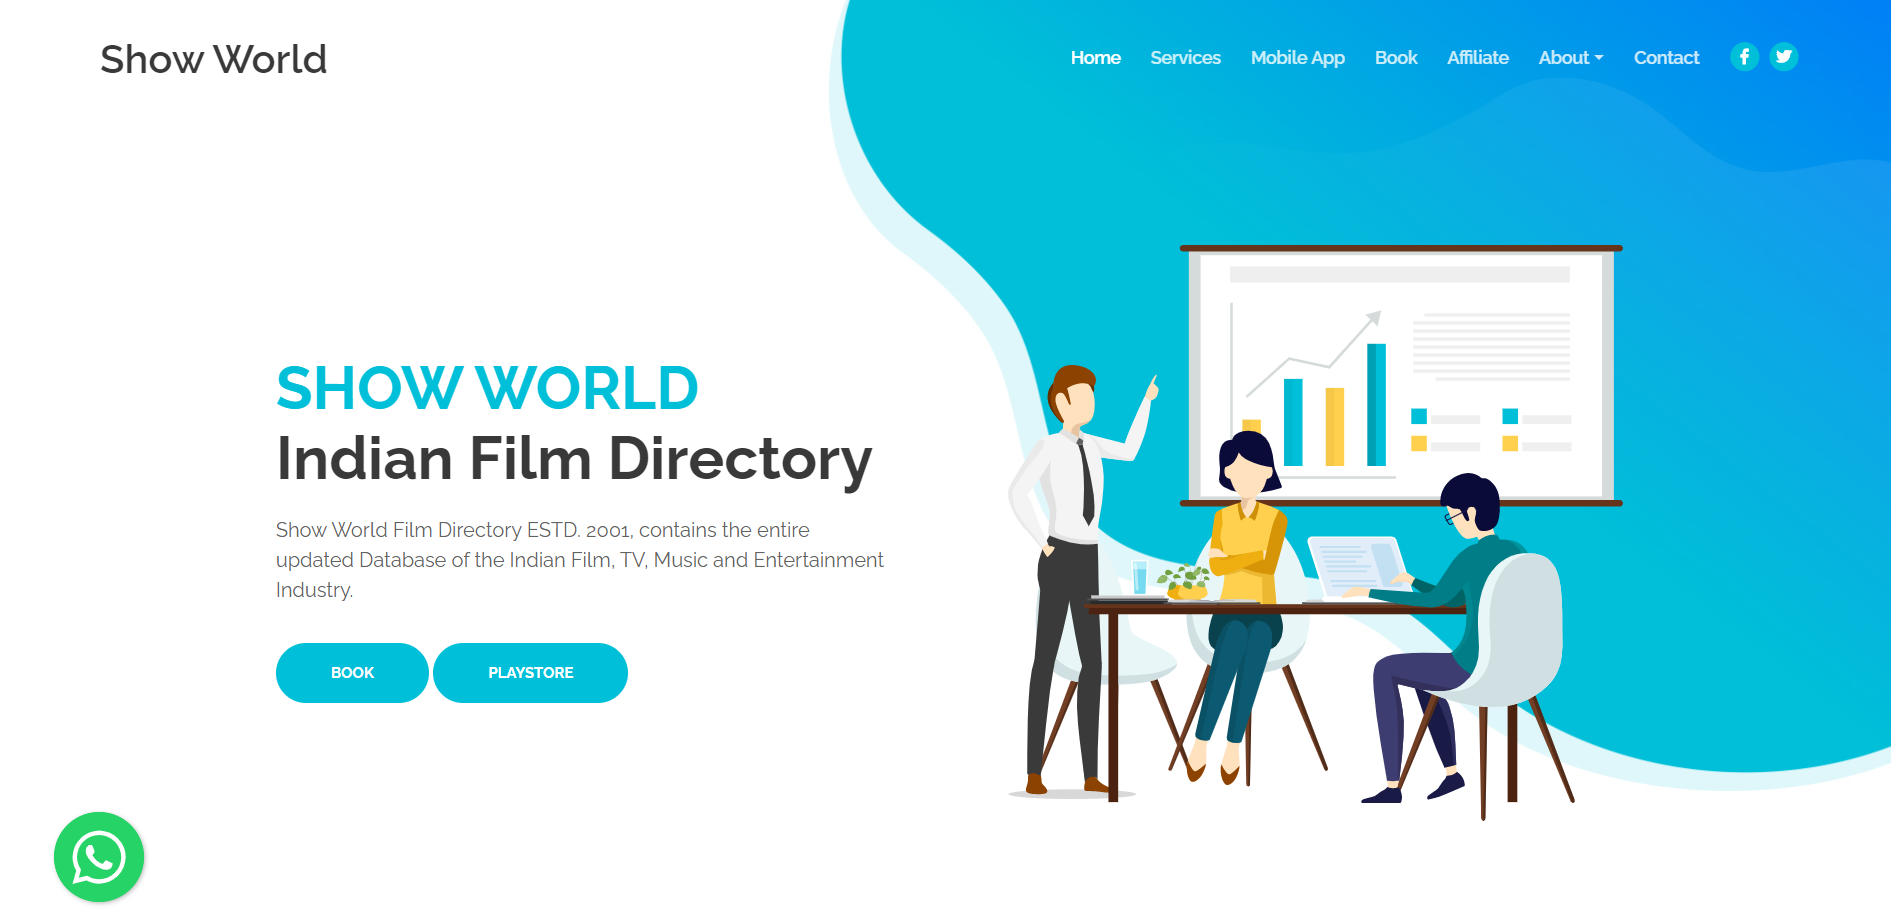 Show World
Home Services Mobile App Book Affiliate About Contact
SHOW WORLD
Indian Film Directory
Show World Film Directory ESTD. 2001, contains the entire
updated Database of the Indian Film, TV, Music and Entertainment
Industry.
BOOK PLAYSTORE